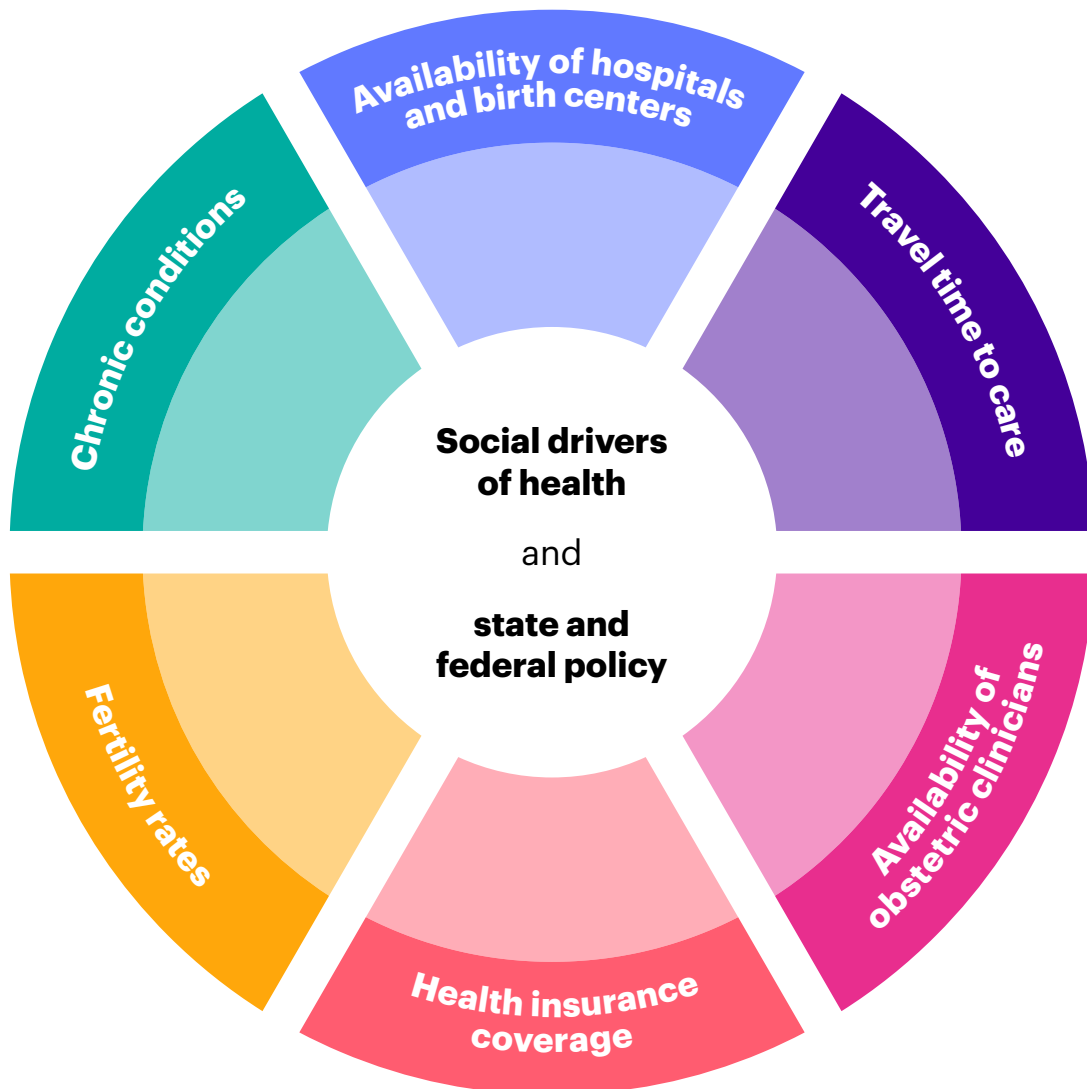 Availability of hospitals
and birth centers
Travel time to care
Availability of
obstetric clinicians
Health insurance
coverage
Fertility rates
Chronic conditions
Social drivers
of health
and
state and
federal policy